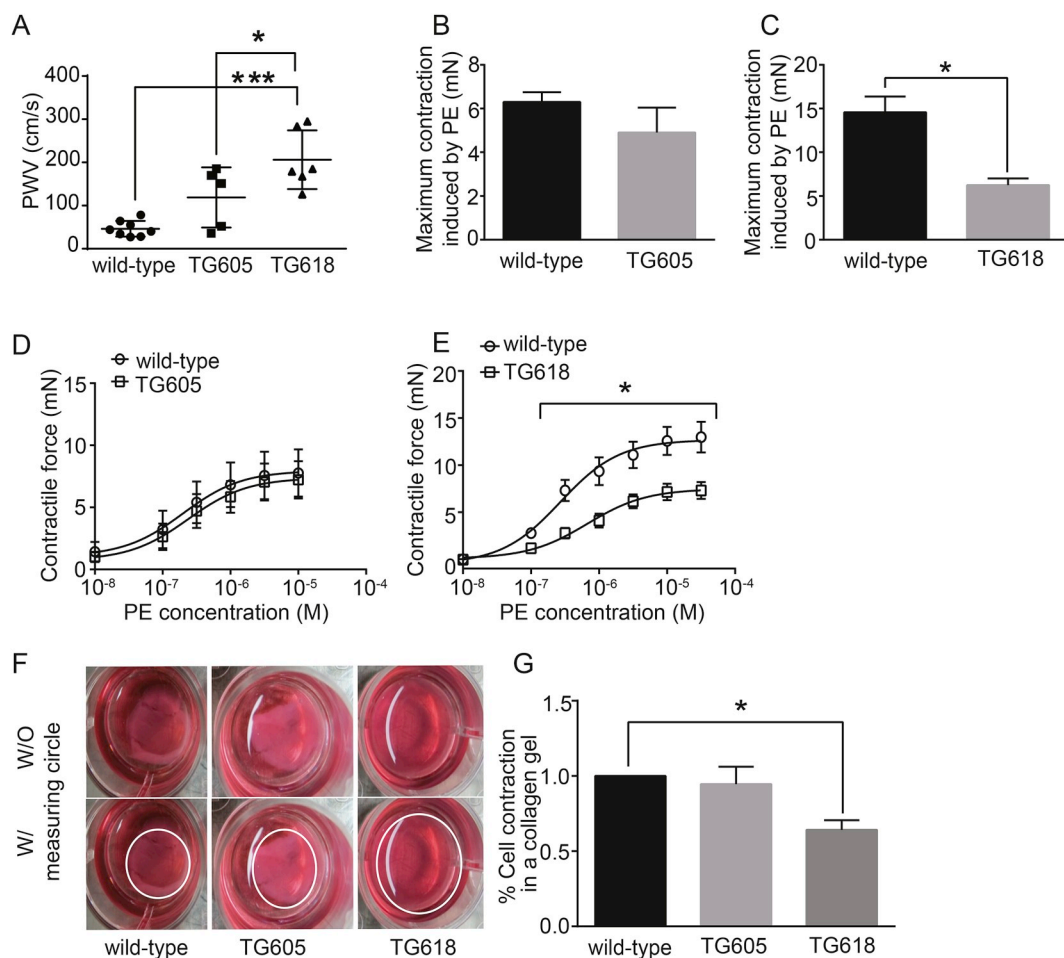 A
*
***
400
300
200
100
0
PWV (cm/s)
wild-type
TG605
TG618
B
Maximum contraction
induced by PE (mN)
8
6
4
2
0
wild-type
TG605
C
Maximum contraction
induced by PE (mN)
20
15
10
5
0
*
wild-type
TG618
D
wild-type
TG605
Contractile force (mN)
15
10
5
0
10-8
10-7
10-6
10-5
10-4
PE concentration (M)
E
wild-type
TG618
*
Contractile force (mN)
20
15
10
5
0
10-8
10-7
10-6
10-5
10-4
PE concentration (M)
F
W/O
W/
measuring circle
wild-type
TG605
TG618
G
% Cell contraction
in a collagen gel
1.5
1.0
0.5
0.0
*
wild-type
TG605
TG618